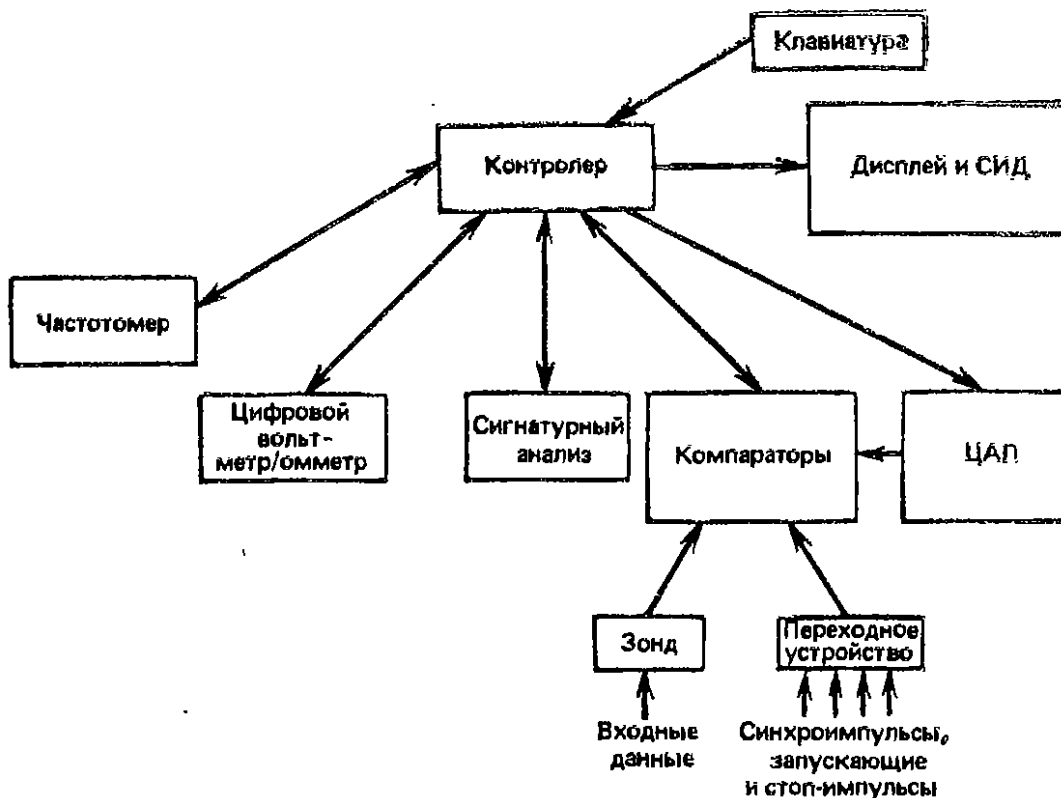 Клавиатура
Контролер
Дисплей и СИД
Частотомер
Цифровой
вольт-
метр/омметр
Сигнатурный
анализ
Компараторы
ЦАП
Зонд
Переходное
устройство
Входные
данные
Синхроимпульсы,
запускающие
и стоп-импульсы